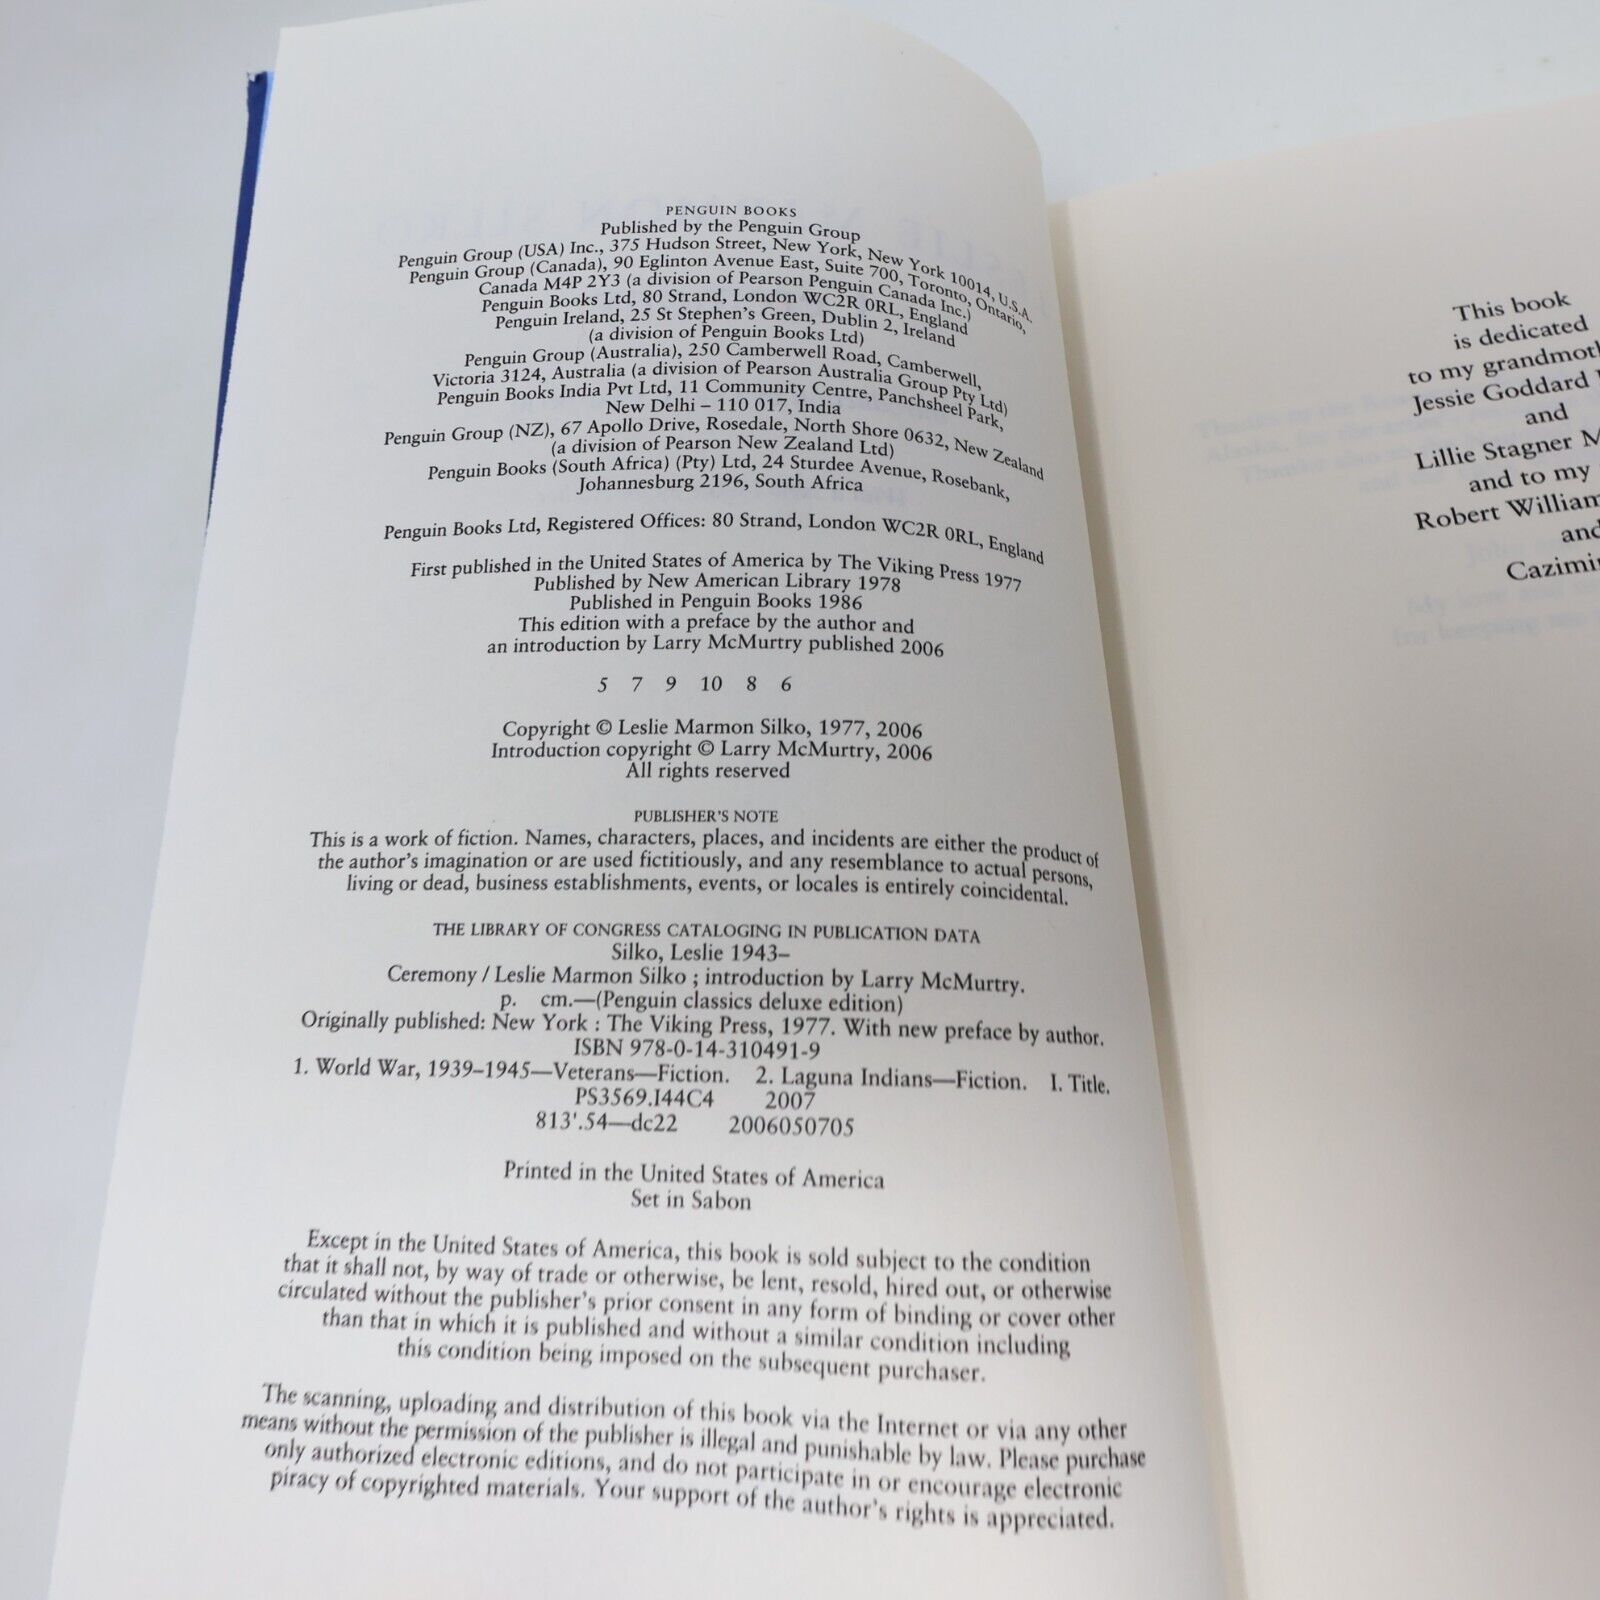 PENGUIN BOOKS
Published by the Penguin Group
Penguin Group (USA) Inc., 375 Hudson Street, New York, New York 10014, U.S.A.
Penguin Group (Canada), 90 Eglinton Avenue East, Suite 700, Toronto, Ontario,
Canada M4P 2Y3 (a division of Pearson Penguin Canada Inc.)
Penguin Books Ltd, 80 Strand, London WC2R 0RL, England
Penguin Ireland, 25 St Stephen's Green, Dublin 2, Ireland
(a division of Penguin Books Ltd)
Penguin Group (Australia), 250 Camberwell Road, Camberwell,
Victoria 3124, Australia (a division of Pearson Australia Group Pty Ltd)
Penguin Books India Pvt Ltd, 11 Community Centre, Panchsheel Park,
New Delhi – 110 017, India
Penguin Group (NZ), 67 Apollo Drive, Rosedale, North Shore 0632, New Zealand
(a division of Pearson New Zealand Ltd)
Penguin Books (South Africa) (Pty) Ltd, 24 Sturdee Avenue, Rosebank,
Johannesburg 2196, South Africa
Penguin Books Ltd, Registered Offices: 80 Strand, London WC2R 0RL, England
First published in the United States of America by The Viking Press 1977
Published by New American Library 1978
Published in Penguin Books 1986
This edition with a preface by the author and
an introduction by Larry McMurtry published 2006
5 7 9 10 8 6
Copyright © Leslie Marmon Silko, 1977, 2006
Introduction copyright © Larry McMurtry, 2006
All rights reserved
PUBLISHER'S NOTE
This is a work of fiction. Names, characters, places, and incidents are either the product of
the author's imagination or are used fictitiously, and any resemblance to actual persons,
living or dead, business establishments, events, or locales is entirely coincidental.
THE LIBRARY OF CONGRESS CATALOGING IN PUBLICATION DATA
Silko, Leslie 1943–
Ceremony / Leslie Marmon Silko ; introduction by Larry McMurtry.
p. cm.—(Penguin classics deluxe edition)
Originally published: New York : The Viking Press, 1977. With new preface by author.
ISBN 978-0-14-310491-9
1. World War, 1939–1945—Veterans—Fiction. 2. Laguna Indians—Fiction. I. Title.
PS3569.I44C4 2007
813'.54—dc22 2006050705
Printed in the United States of America
Set in Sabon
Except in the United States of America, this book is sold subject to the condition
that it shall not, by way of trade or otherwise, be lent, resold, hired out, or otherwise
circulated without the publisher's prior consent in any form of binding or cover other
than that in which it is published and without a similar condition including
this condition being imposed on the subsequent purchaser.
The scanning, uploading and distribution of this book via the Internet or via any other
means without the permission of the publisher is illegal and punishable by law. Please purchase
only authorized electronic editions, and do not participate in or encourage electronic
piracy of copyrighted materials. Your support of the author's rights is appreciated.
This book
is dedicated
to my grandmoth
Jessie Goddard
and
Lillie Stagner M
and to my
Robert William
and
Cazimi